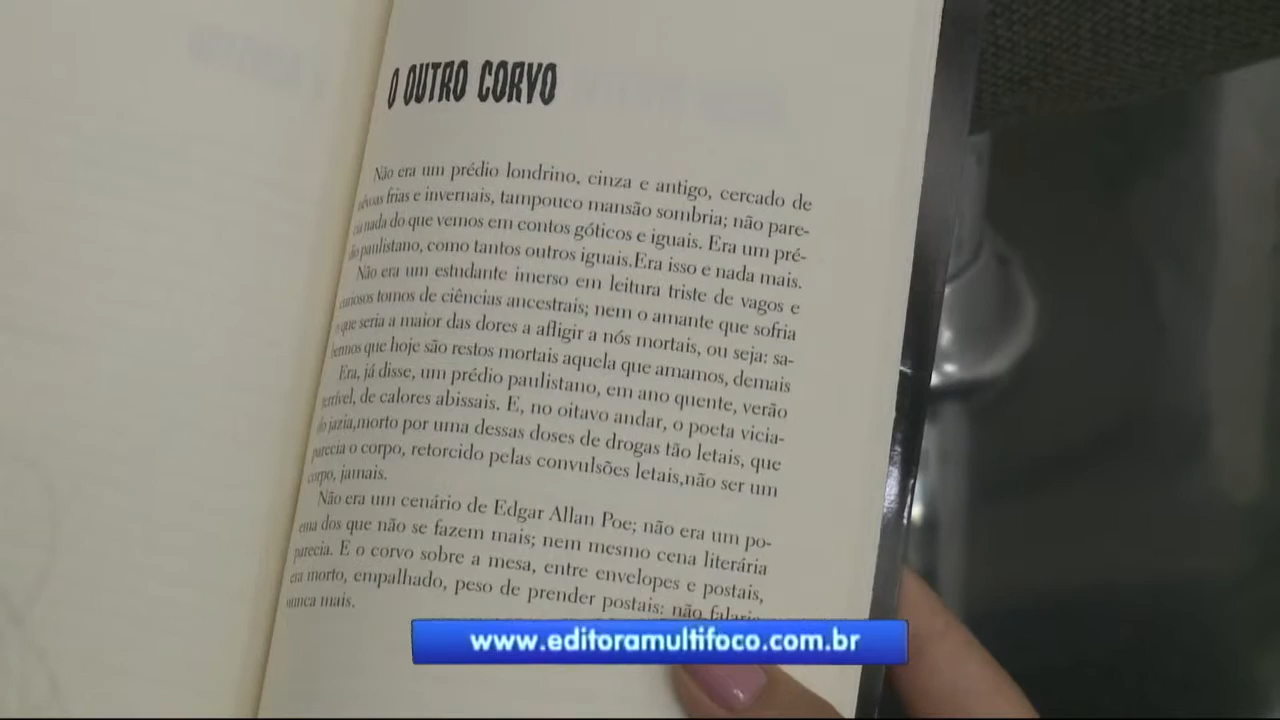 O OUTRO CORVO
Não era um prédio londrino, cinza e antigo, cercado de
névoas frias e invernais, tampouco mansão sombria; não pare-
cia nada do que vemos em contos góticos e iguais. Era um pré-
dio paulistano, como tantos outros iguais.Era isso e nada mais.
Não era um estudante imerso em leitura triste de vagos e
curiosos tomos de ciências ancestrais; nem o amante que sofria
o que seria a maior das dores a afligir a nós mortais, ou seja: sa-
bermos que hoje são restos mortais aquela que amamos, demais
Era, já disse, um prédio paulistano, em ano quente, verão
terrível, de calores abissais. E, no oitavo andar, o poeta vicia-
do jazia,morto por uma dessas doses de drogas tão letais, que
parecia o corpo, retorcido pelas convulsões letais,não ser um
corpo, jamais.
Não era um cenário de Edgar Allan Poe; não era um po-
ema dos que não se fazem mais; nem mesmo cena literária
parecia. E o corvo sobre a mesa, entre envelopes e postais,
era morto, empalhado, peso de prender postais; não falaria
nunca mais.
www.editoramultifoco.com.br